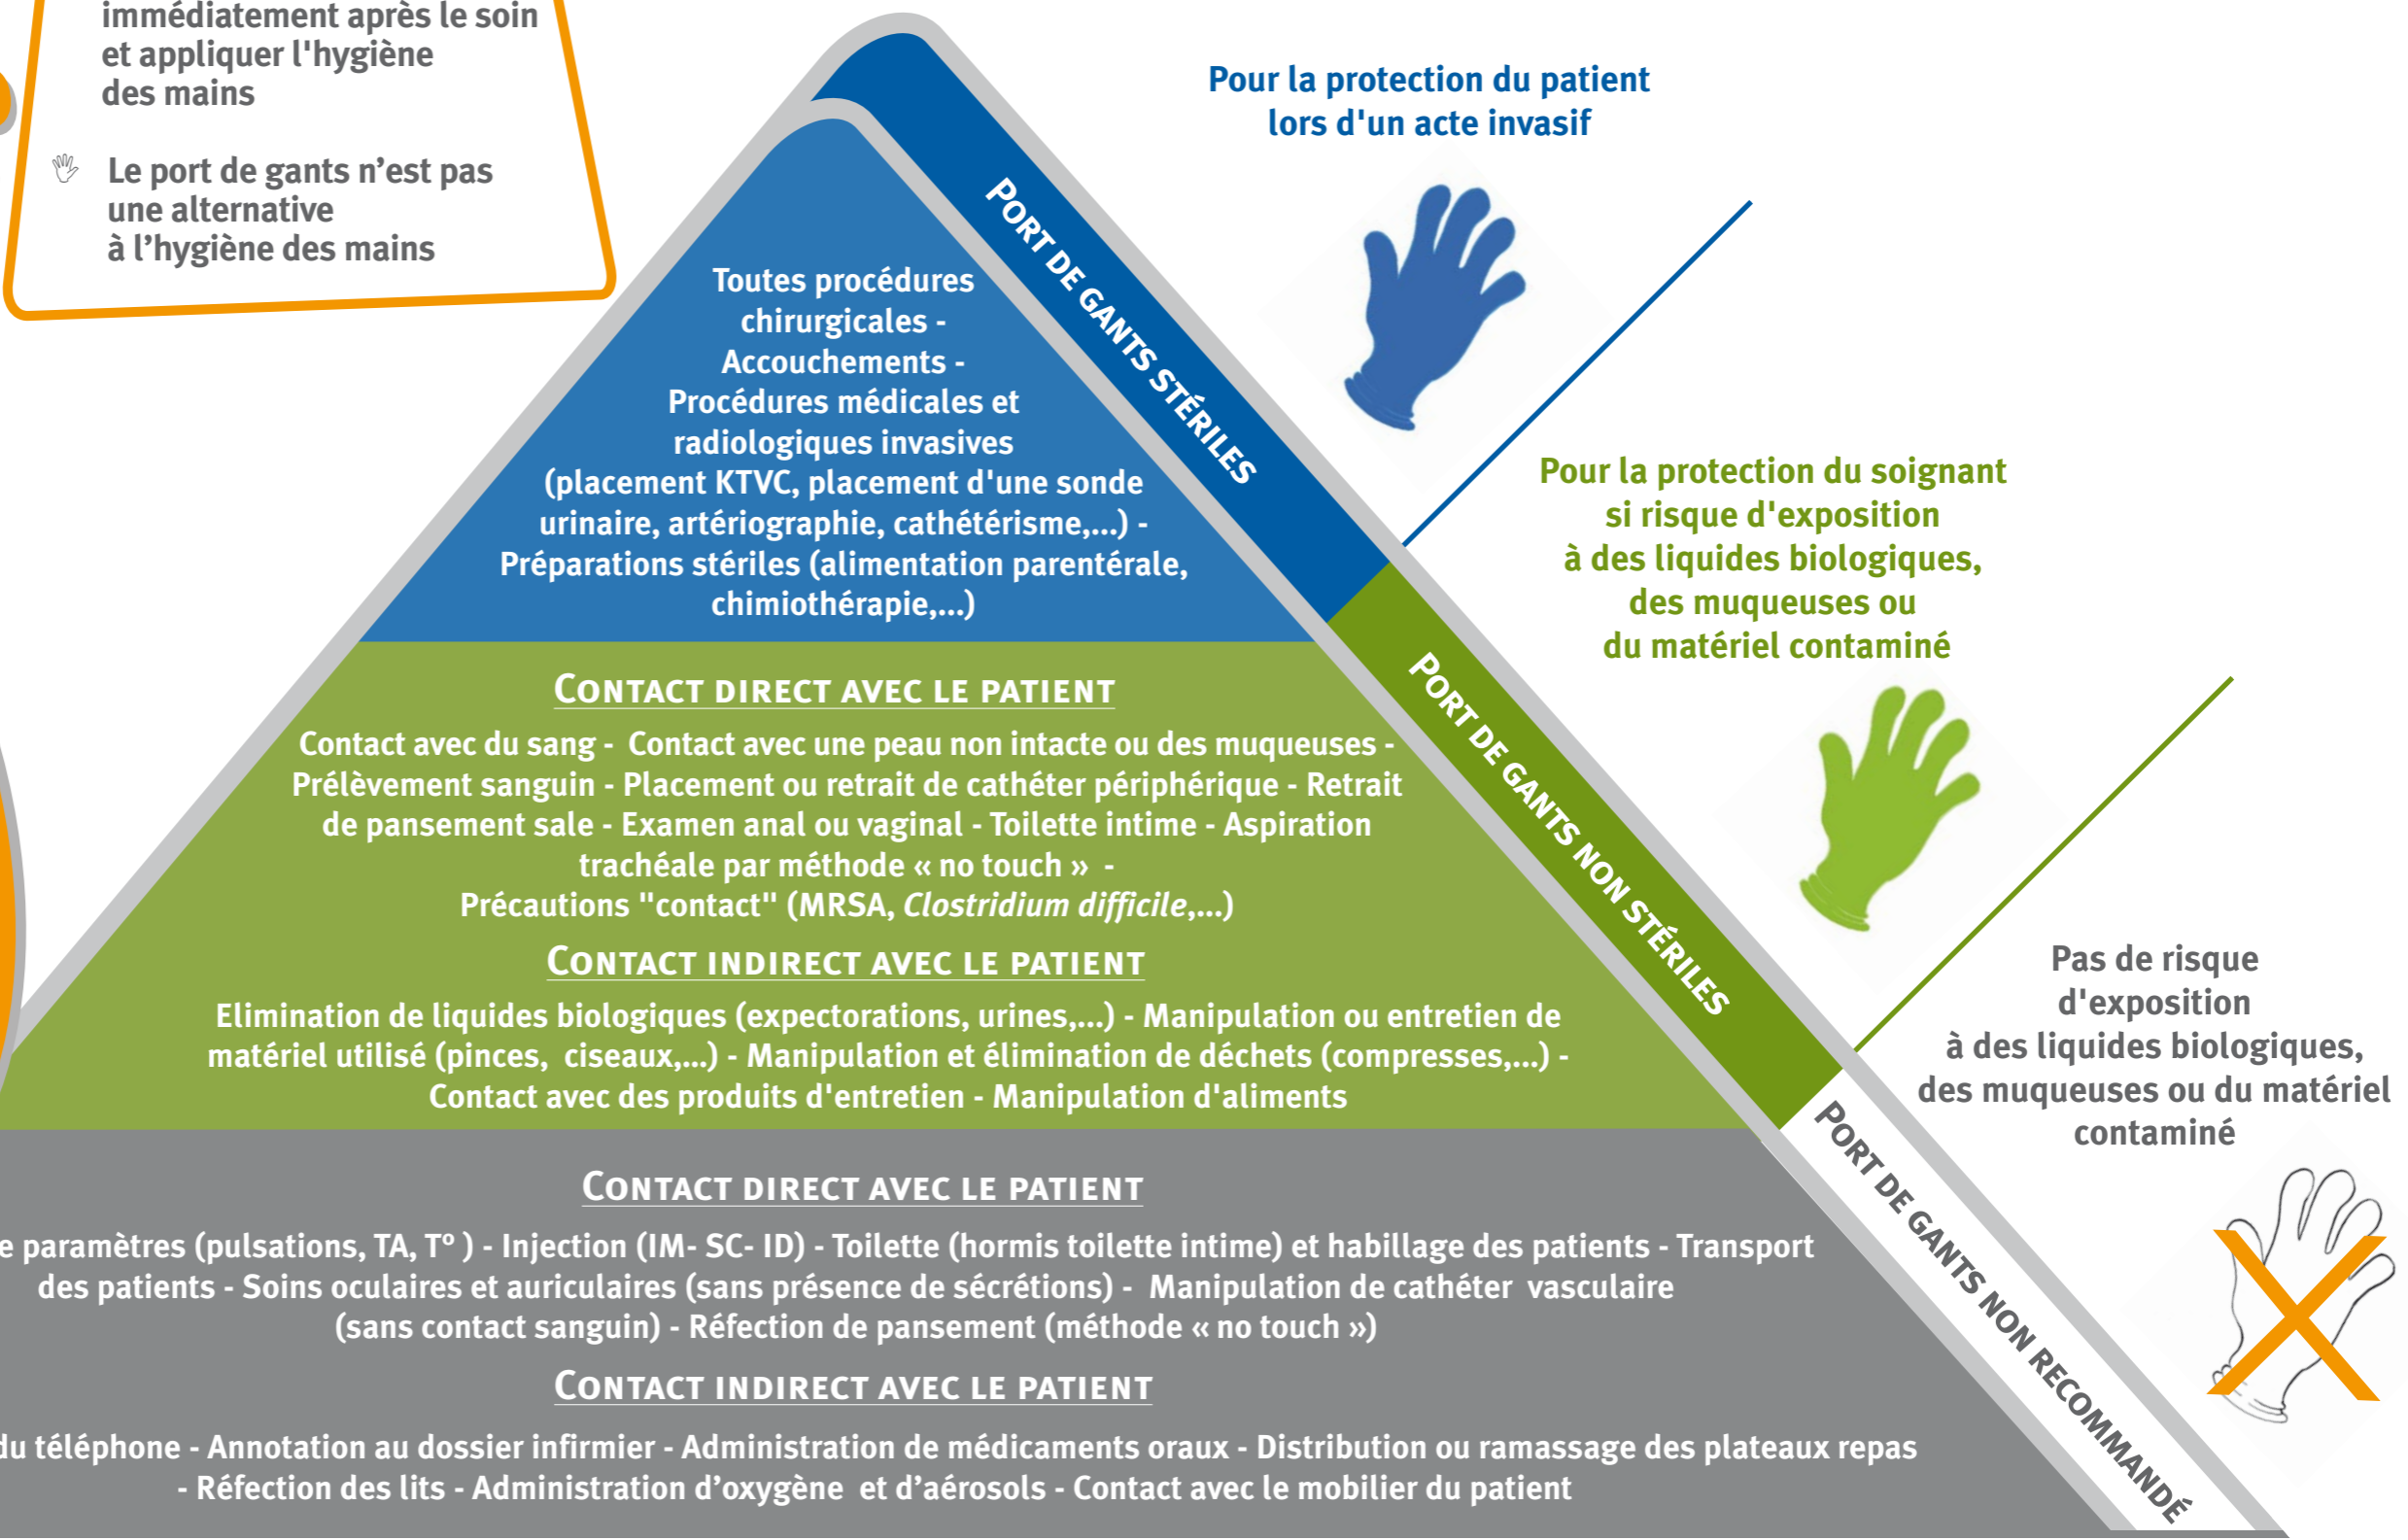 immédiatement après le soin
et appliquer l'hygiène
des mains
Le port de gants n’est pas
une alternative
à l’hygiène des mains
Pour la protection du patient
lors d'un acte invasif
PORT DE GANTS STÉRILES
Toutes procédures
chirurgicales -
Accouchements -
Procédures médicales et
radiologiques invasives
(placement KTVC, placement d'une sonde
urinaire, artériographie, cathétérisme,...) -
Préparations stériles (alimentation parentérale,
chimiothérapie,...)
Pour la protection du soignant
si risque d'exposition
à des liquides biologiques,
des muqueuses ou
du matériel contaminé
PORT DE GANTS NON STÉRILES
CONTACT DIRECT AVEC LE PATIENT
Contact avec du sang - Contact avec une peau non intacte ou des muqueuses -
Prélèvement sanguin - Placement ou retrait de cathéter périphérique - Retrait
de pansement sale - Examen anal ou vaginal - Toilette intime - Aspiration
trachéale par méthode « no touch » -
Précautions "contact" (MRSA, Clostridium difficile,...)
CONTACT INDIRECT AVEC LE PATIENT
Elimination de liquides biologiques (expectorations, urines,...) - Manipulation ou entretien de
matériel utilisé (pinces, ciseaux,...) - Manipulation et élimination de déchets (compresses,...) -
Contact avec des produits d'entretien - Manipulation d'aliments
Pas de risque
d'exposition
à des liquides biologiques,
des muqueuses ou du matériel
contaminé
PORT DE GANTS NON RECOMMANDÉ
CONTACT DIRECT AVEC LE PATIENT
e paramètres (pulsations, TA, T° ) - Injection (IM- SC- ID) - Toilette (hormis toilette intime) et habillage des patients - Transport
des patients - Soins oculaires et auriculaires (sans présence de sécrétions) - Manipulation de cathéter vasculaire
(sans contact sanguin) - Réfection de pansement (méthode « no touch »)
CONTACT INDIRECT AVEC LE PATIENT
du téléphone - Annotation au dossier infirmier - Administration de médicaments oraux - Distribution ou ramassage des plateaux repas
- Réfection des lits - Administration d’oxygène et d’aérosols - Contact avec le mobilier du patient